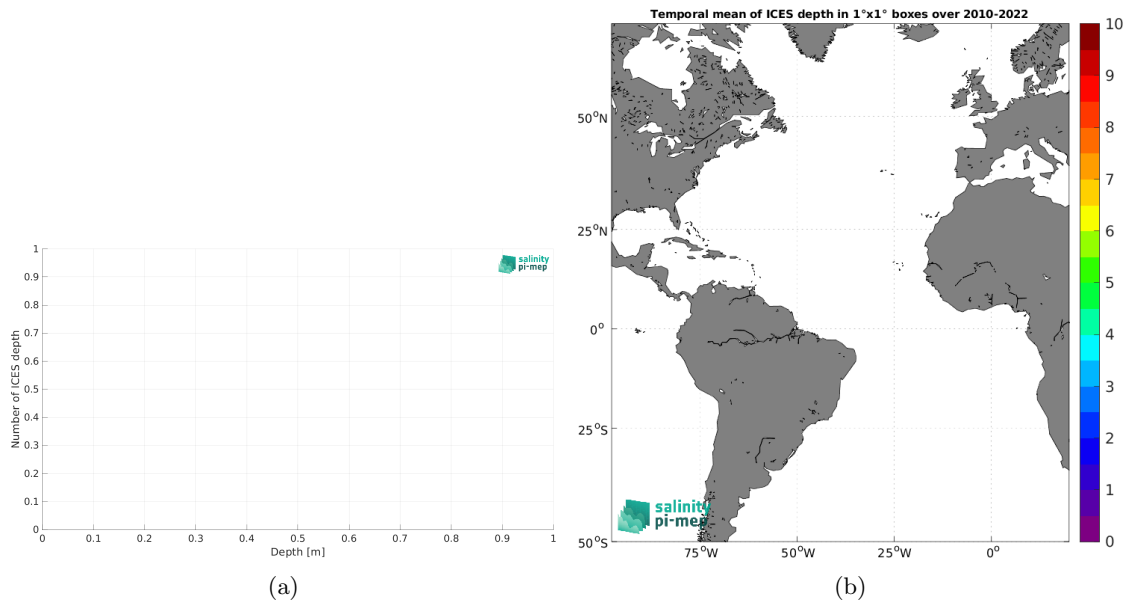 Temporal mean of ICES depth in 1°x1° boxes over 2010-2022
salinity
pi-mep
Number of ICES depth
1
0.9
0.8
0.7
0.6
0.5
0.4
0.3
0.2
0.1
0
0 0.1 0.2 0.3 0.4 0.5 0.6 0.7 0.8 0.9 1
Depth [m]
(a)
50°N
25°N
0°
25°S
50°S
75°W 50°W 25°W 0°
salinity
pi-mep
10
9
8
7
6
5
4
3
2
1
0
(b)